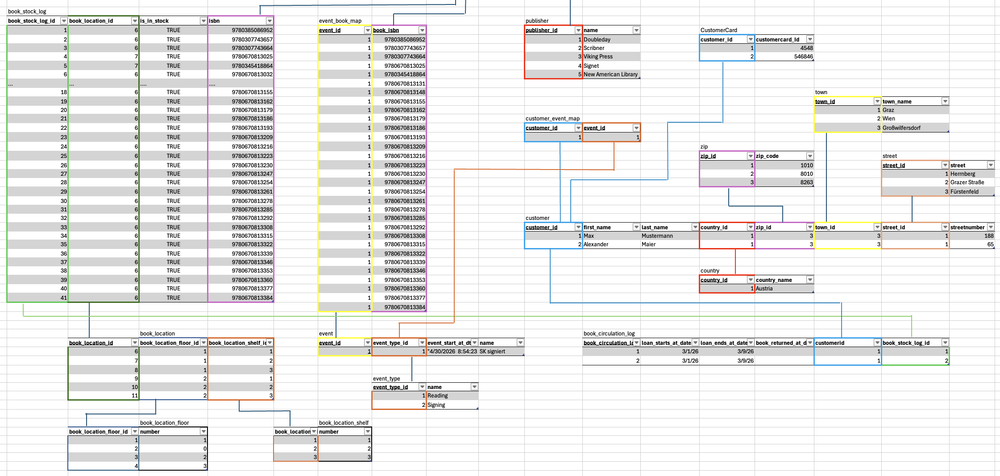 book_stock_log
book_stock_log_id book_location_id is_in_stock isbn
1 6 TRUE 9780385086952
2 6 TRUE 9780307743657
3 6 TRUE 9780307743664
4 7 TRUE 9780670813025
5 7 TRUE 9780345418864
6 6 TRUE 9780670813032
... ... .... ....
18 6 TRUE 9780670813155
19 6 TRUE 9780670813162
20 6 TRUE 9780670813179
21 6 TRUE 9780670813186
22 6 TRUE 9780670813193
23 6 TRUE 9780670813209
24 6 TRUE 9780670813216
25 6 TRUE 9780670813223
26 6 TRUE 9780670813230
27 6 TRUE 9780670813247
28 6 TRUE 9780670813254
29 6 TRUE 9780670813261
30 6 TRUE 9780670813278
31 6 TRUE 9780670813285
32 6 TRUE 9780670813292
33 6 TRUE 9780670813308
34 6 TRUE 9780670813315
35 6 TRUE 9780670813322
36 6 TRUE 9780670813339
37 6 TRUE 9780670813346
38 6 TRUE 9780670813353
39 6 TRUE 9780670813360
40 6 TRUE 9780670813377
41 6 TRUE 9780670813384
event_book_map
event_id book_isbn
1 9780385086952
1 9780307743657
1 9780307743664
1 9780670813025
1 9780345418864
1 9780670813131
1 9780670813148
1 9780670813155
1 9780670813162
1 9780670813179
1 9780670813186
1 9780670813193
1 9780670813209
1 9780670813216
1 9780670813223
1 9780670813230
1 9780670813247
1 9780670813254
1 9780670813261
1 9780670813278
1 9780670813285
1 9780670813292
1 9780670813308
1 9780670813315
1 9780670813322
1 9780670813339
1 9780670813346
1 9780670813353
1 9780670813360
1 9780670813377
1 9780670813384
publisher
publisher_id name
1 Doubleday
2 Scribner
3 Viking Press
4 Signet
5 New American Library
CustomerCard
customer_id customercard_Id
1 4548
2 546846
town
town_id town_name
1 Graz
2 Wien
3 Großwilfersdorf
customer_event_map
customer_id event_id
1 1
zip
zip_id zip_code
1 1010
2 8010
3 8263
street
street_id street
1 Herrnberg
2 Grazer Straße
3 Fürstenfeld
customer
customer_id first_name last_name country_id zip_id town_id street_id streetnumber
1 Max Mustermann 1 3 3 1 188
2 Alexander Maier 1 3 3 1 65
country
country_id country_name
1 Austria
book_location
book_location_id book_location_floor_id book_location_shelf_id
6 1 1
7 1 2
8 1 3
9 2 1
10 2 2
11 2 3
event
event_id event_type_id event_start_at_dt name
1 1 "4/30/2026 8:54:23 SK signiert
event_type
event_type_id name
1 Reading
2 Signing
book_circulation_log
book_circulation_lo loan_starts_at_date loan_ends_at_date book_returned_at_d customerid book_stock_log_id
1 3/1/26 3/9/26 1 1
2 3/1/26 3/9/26 1 2
book_location_floor
book_location_floor_id number
1 1
2 0
3 2
4 3
book_location_shelf
book_location number
1 1
2 2
3 3